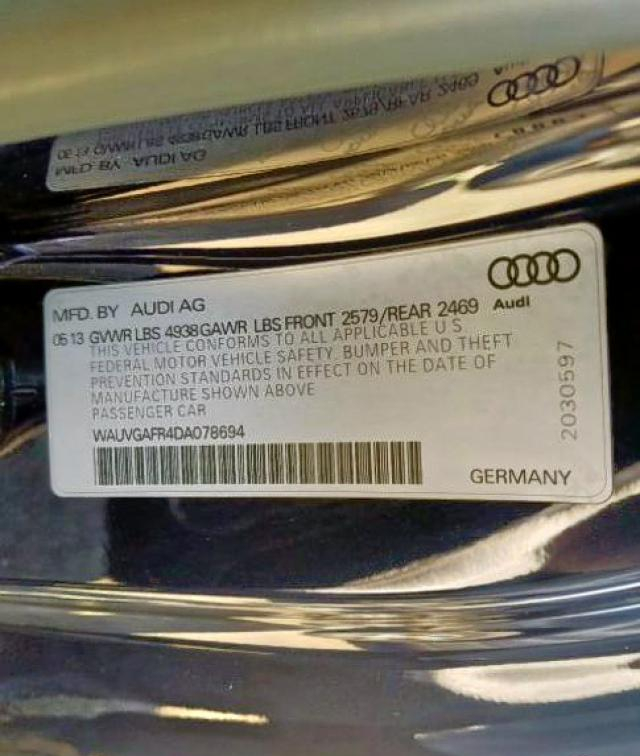 MFD. BY AUDI AG
Audi
05 13 GVWR LBS 4938 GAWR LBS FRONT 2579/REAR 2469
THIS VEHICLE CONFORMS TO ALL APPLICABLE U S
FEDERAL MOTOR VEHICLE SAFETY, BUMPER AND THEFT
PREVENTION STANDARDS IN EFFECT ON THE DATE OF
MANUFACTURE SHOWN ABOVE
PASSENGER CAR
WAUVGAFR4DA078694
GERMANY
2030597